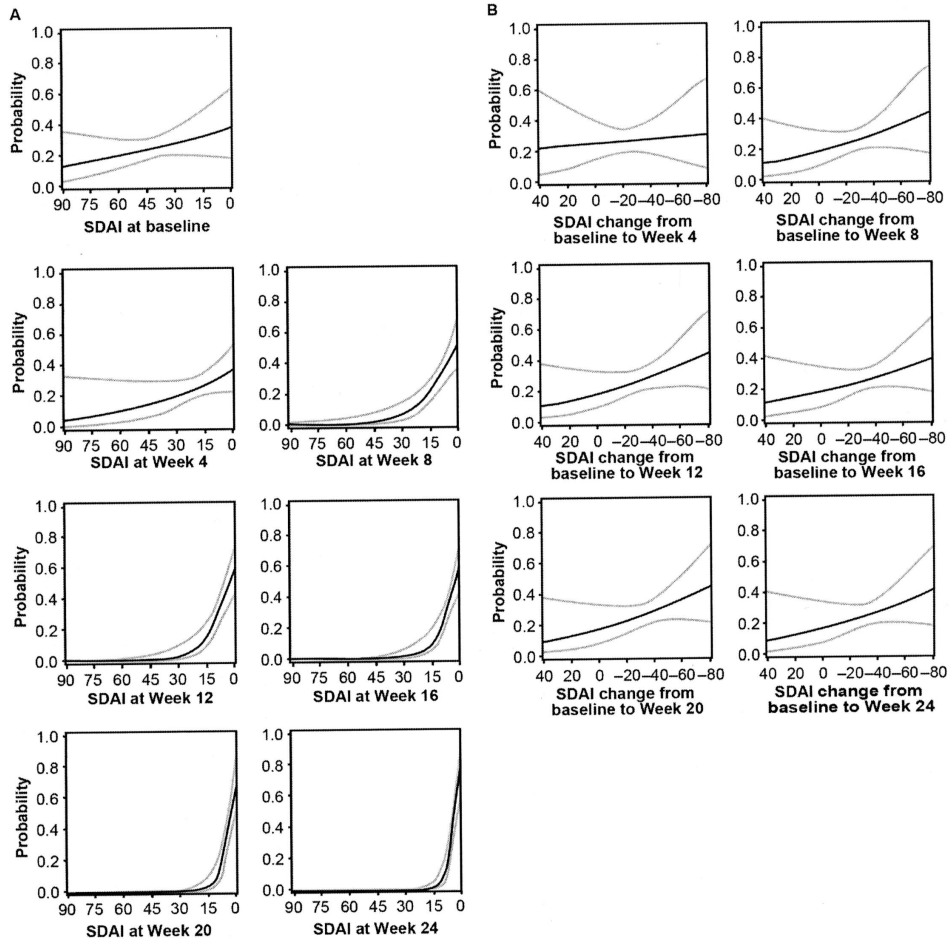 A
Probability
1.0
0.8
0.6
0.4
0.2
0.0
90 75 60 45 30 15 0
SDAI at baseline
Probability
1.0
0.8
0.6
0.4
0.2
0.0
90 75 60 45 30 15 0
SDAI at Week 4
1.0
0.8
0.6
0.4
0.2
0.0
90 75 60 45 30 15 0
SDAI at Week 8
Probability
1.0
0.8
0.6
0.4
0.2
0.0
90 75 60 45 30 15 0
SDAI at Week 12
1.0
0.8
0.6
0.4
0.2
0.0
90 75 60 45 30 15 0
SDAI at Week 16
Probability
1.0
0.8
0.6
0.4
0.2
0.0
90 75 60 45 30 15 0
SDAI at Week 20
1.0
0.8
0.6
0.4
0.2
0.0
90 75 60 45 30 15 0
SDAI at Week 24
B
Probability
1.0
0.8
0.6
0.4
0.2
0.0
40 20 0 –20 –40 –60 –80
SDAI change from
baseline to Week 4
1.0
0.8
0.6
0.4
0.2
0.0
40 20 0 –20 –40 –60 –80
SDAI change from
baseline to Week 8
Probability
1.0
0.8
0.6
0.4
0.2
0.0
40 20 0 –20 –40 –60 –80
SDAI change from
baseline to Week 12
1.0
0.8
0.6
0.4
0.2
0.0
40 20 0 –20 –40 –60 –80
SDAI change from
baseline to Week 16
Probability
1.0
0.8
0.6
0.4
0.2
0.0
40 20 0 –20 –40 –60 –80
SDAI change from
baseline to Week 20
1.0
0.8
0.6
0.4
0.2
0.0
40 20 0 –20 –40 –60 –80
SDAI change from
baseline to Week 24